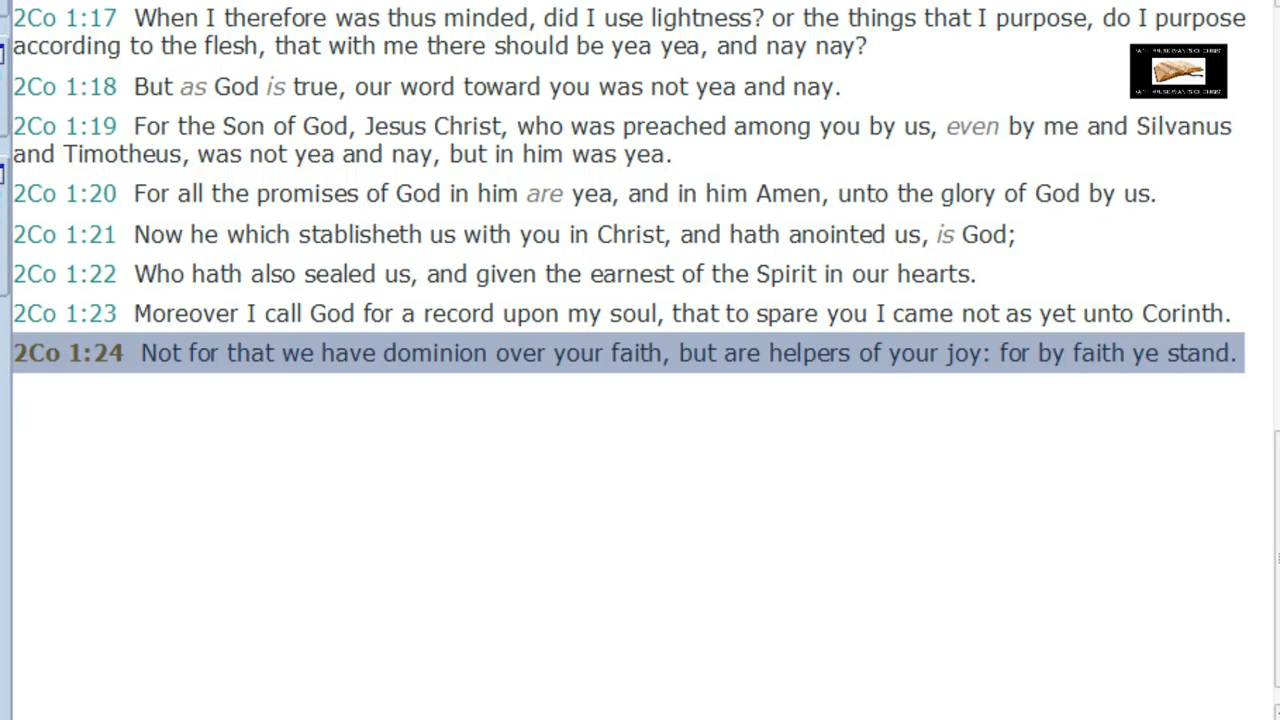 2Co 1:17 When I therefore was thus minded, did I use lightness? or the things that I purpose, do I purpose
according to the flesh, that with me there should be yea yea, and nay nay?
2Co 1:18 But as God is true, our word toward you was not yea and nay.
2Co 1:19 For the Son of God, Jesus Christ, who was preached among you by us, even by me and Silvanus
and Timotheus, was not yea and nay, but in him was yea.
2Co 1:20 For all the promises of God in him are yea, and in him Amen, unto the glory of God by us.
2Co 1:21 Now he which stablisheth us with you in Christ, and hath anointed us, is God;
2Co 1:22 Who hath also sealed us, and given the earnest of the Spirit in our hearts.
2Co 1:23 Moreover I call God for a record upon my soul, that to spare you I came not as yet unto Corinth.
2Co 1:24 Not for that we have dominion over your faith, but are helpers of your joy: for by faith ye stand.